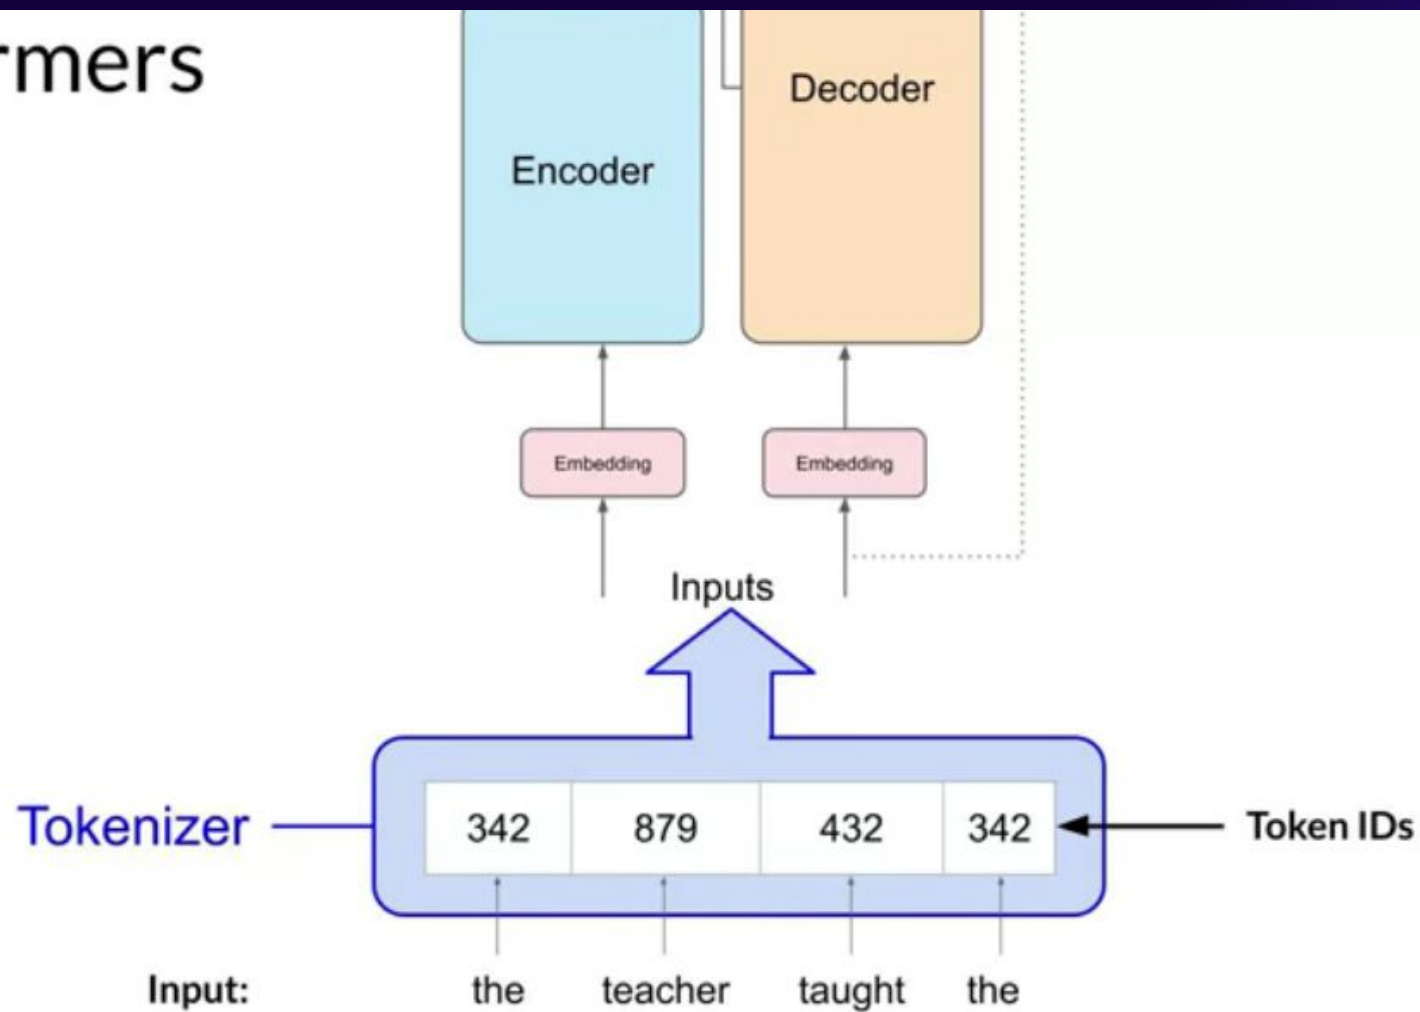 rmers
Decoder
Encoder
Embedding Embedding
Inputs
Tokenizer 342 879 432 342 Token IDs
Input: the teacher taught the